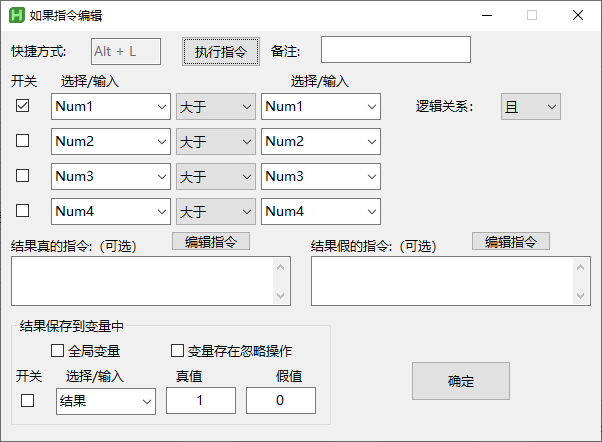 如果指令编辑
快捷方式: Alt + L 执行指令 备注:
开关 选择/输入 选择/输入
Num1 大于 Num1 逻辑关系: 且
Num2 大于 Num2
Num3 大于 Num3
Num4 大于 Num4
结果真的指令:(可选) 编辑指令 结果假的指令:(可选) 编辑指令
结果保存到变量中
全局变量 变量存在忽略操作
开关 选择/输入 真值 假值
结果 1 0
确定